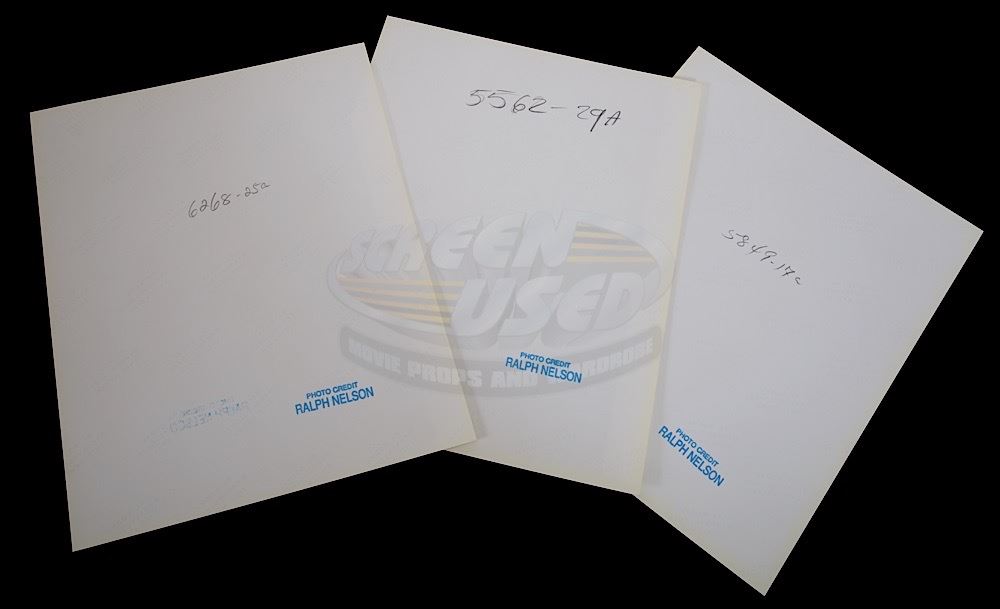 6268-25a
PHOTO CREDIT
RALPH NELSON
5562-29A
PHOTO CREDIT
RALPH NELSON
5849-17c
PHOTO CREDIT
RALPH NELSON
SCREEN
USED
MOVIE PROPS AND WARDROBE